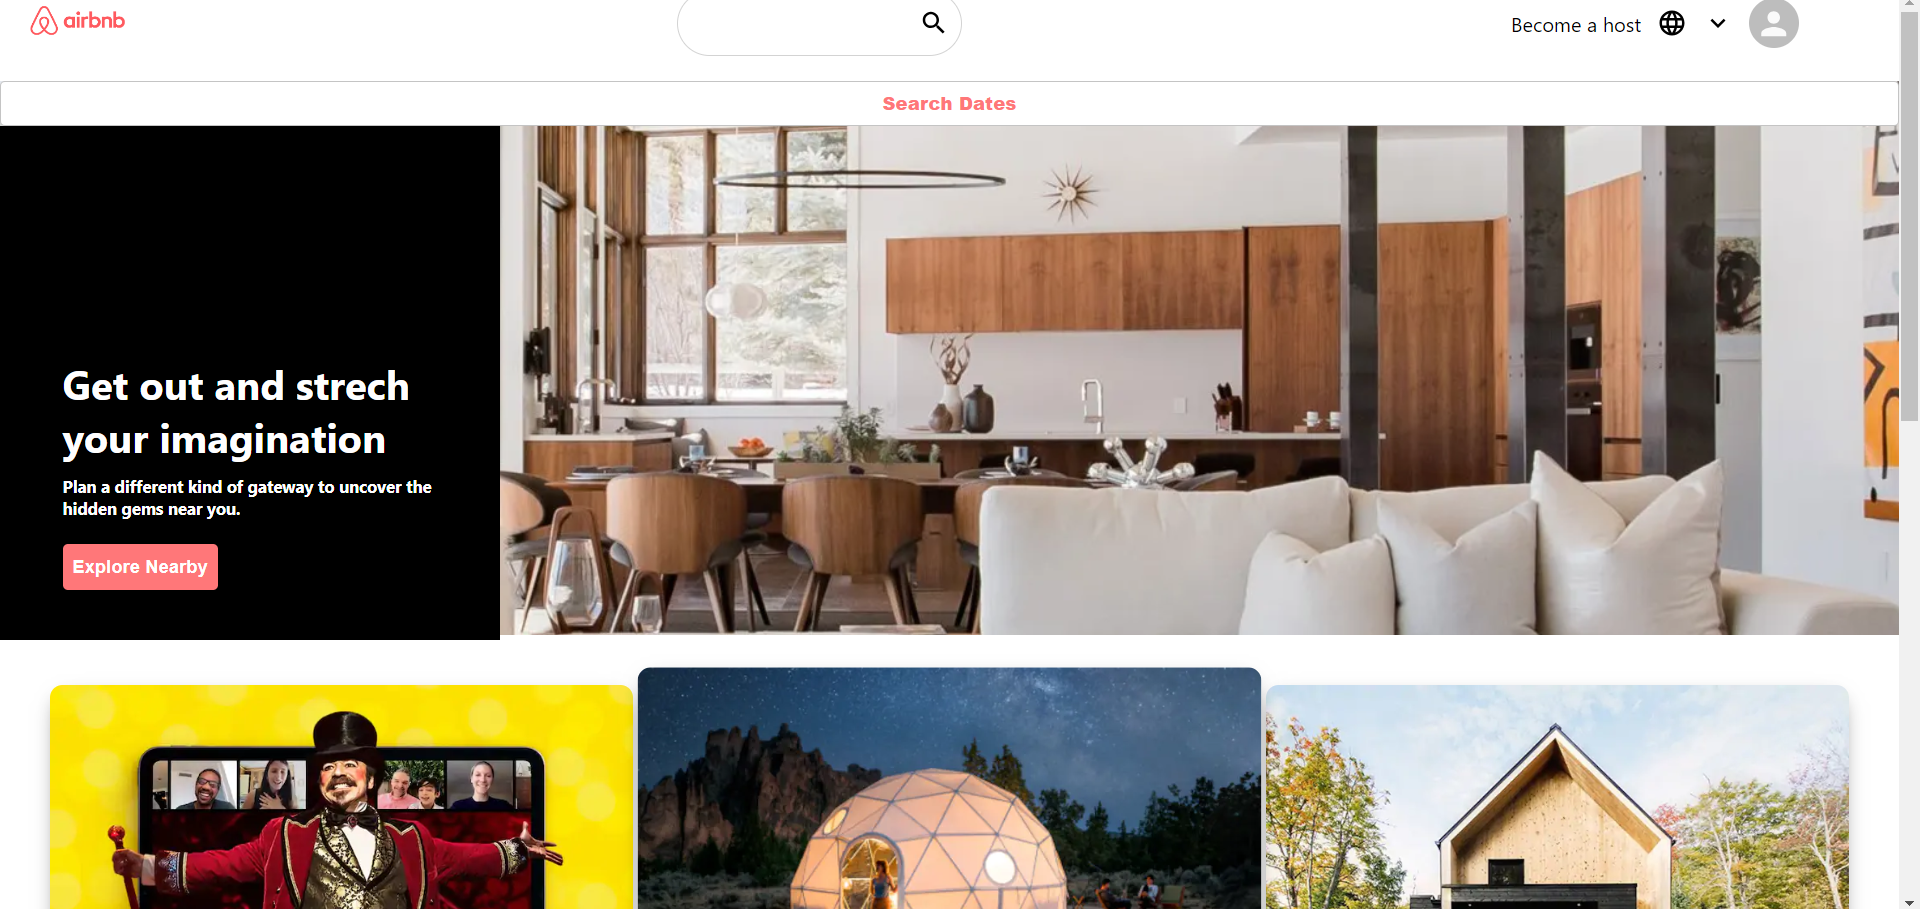 airbnb
Become a host
Search Dates
Get out and strech
your imagination
Plan a different kind of gateway to uncover the
hidden gems near you.
Explore Nearby